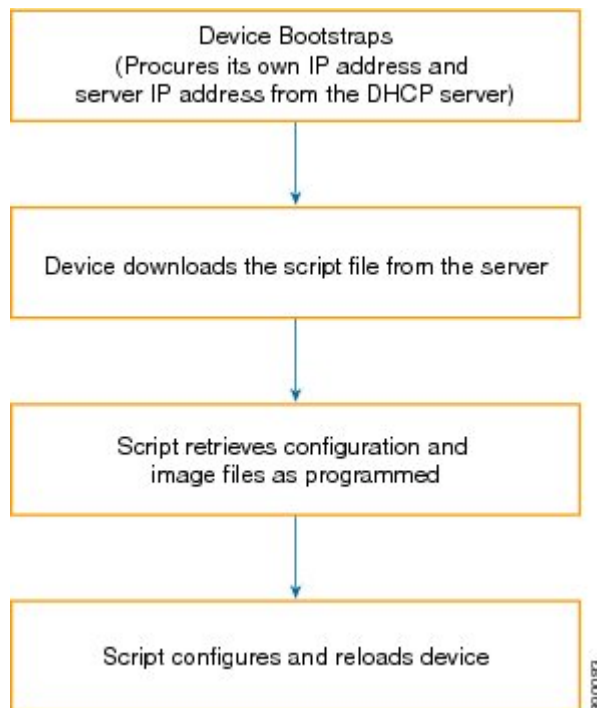 Device Bootstraps
(Procures its own IP address and
server IP address from the DHCP server)
Device downloads the script file from the server
Script retrieves configuration and
image files as programmed
Script configures and reloads device